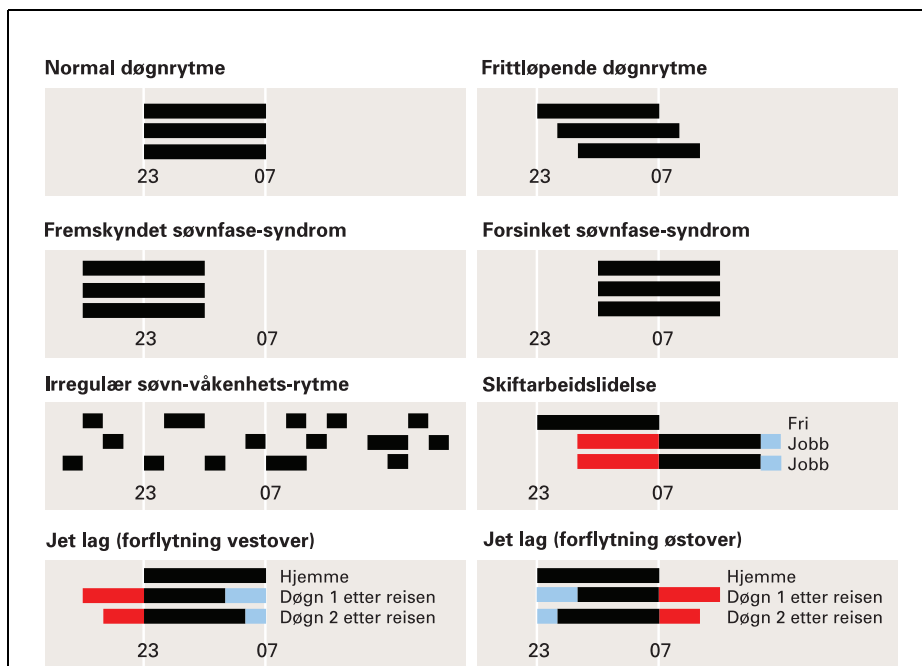 Normal døgnrytme
23 07
Frittløpende døgnrytme
23 07
Fremskyndet søvnfase-syndrom
23 07
Forsinket søvnfase-syndrom
23 07
Irregulær søvn-våkenhets-rytme
23 07
Skiftarbeidslidelse
Fri
Jobb
Jobb
23 07
Jet lag (forflytning vestover)
Hjemme
Døgn 1 etter reisen
Døgn 2 etter reisen
23 07
Jet lag (forflytning østover)
Hjemme
Døgn 1 etter reisen
Døgn 2 etter reisen
23 07